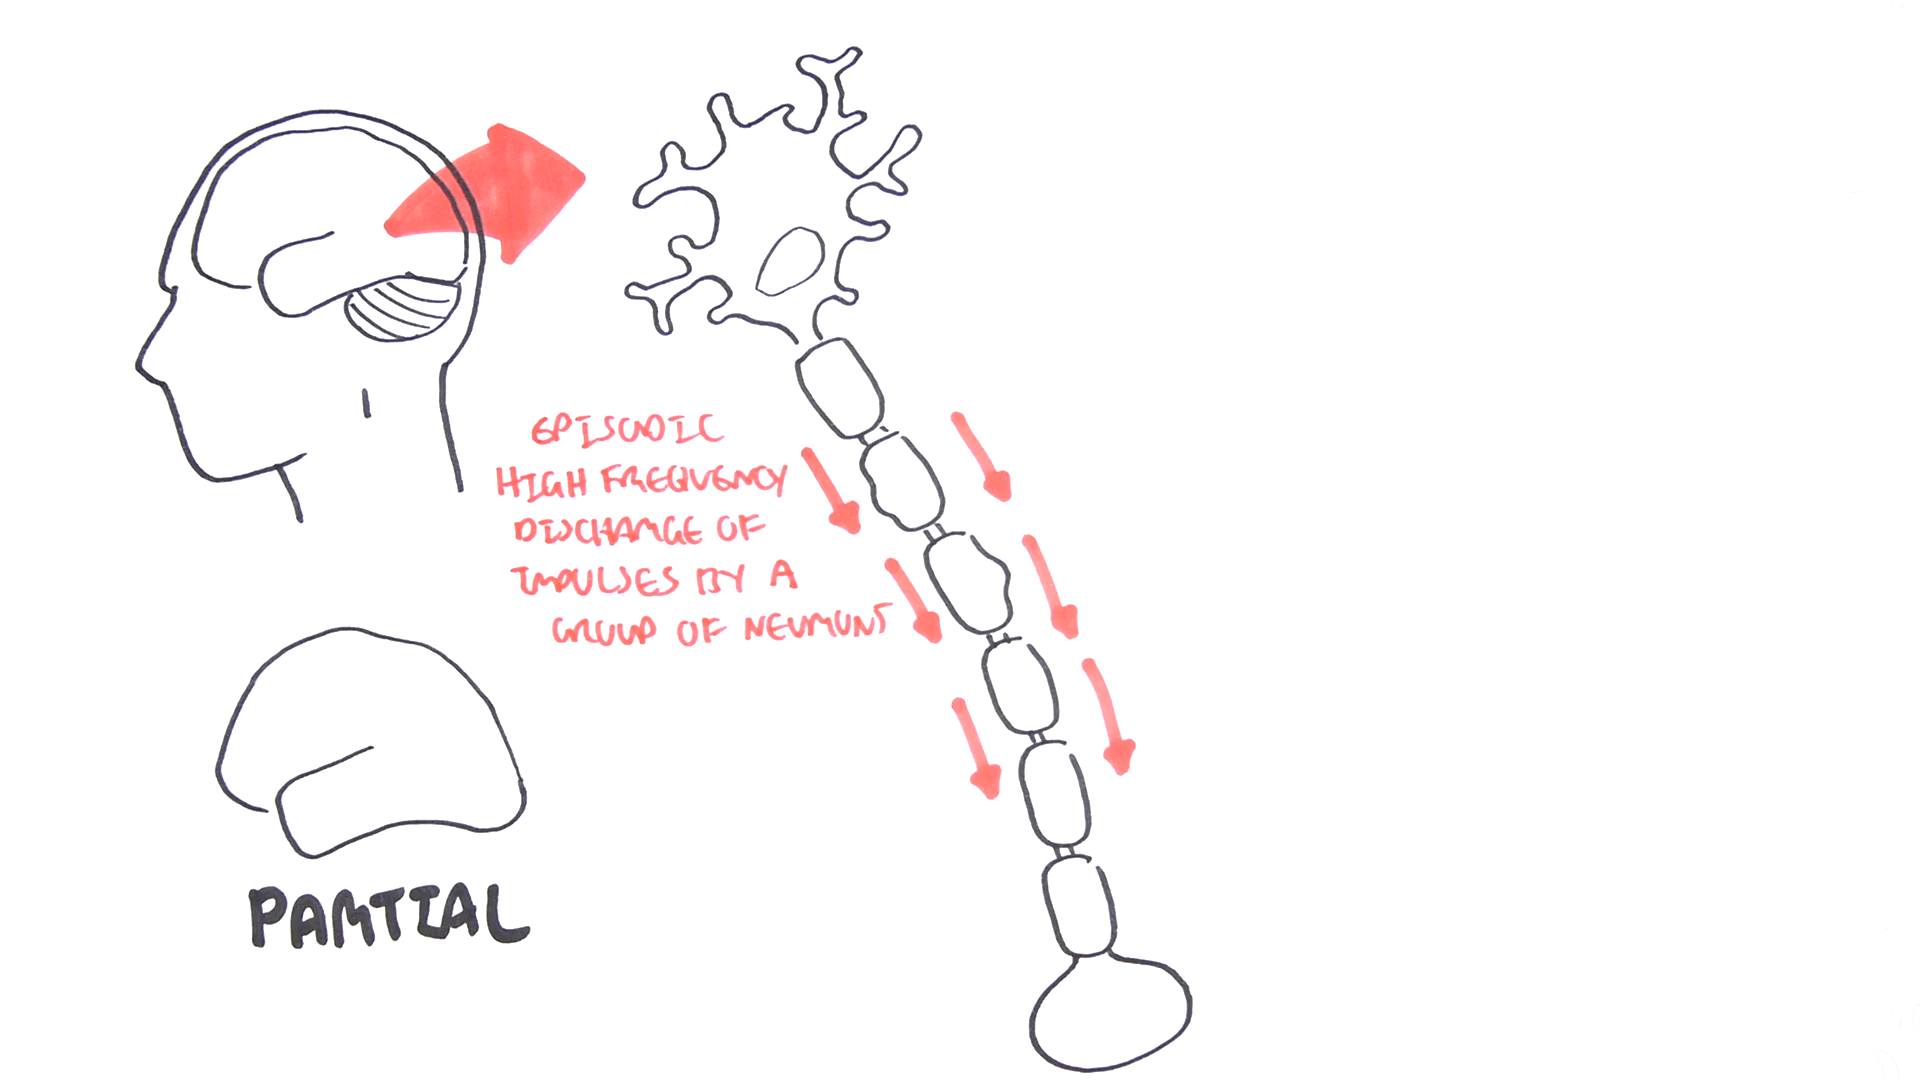 EPISODIC
HIGH FREQUENCY
DISCHARGE OF
IMPULSES BY A
GROUP OF NEURONS
PARTIAL